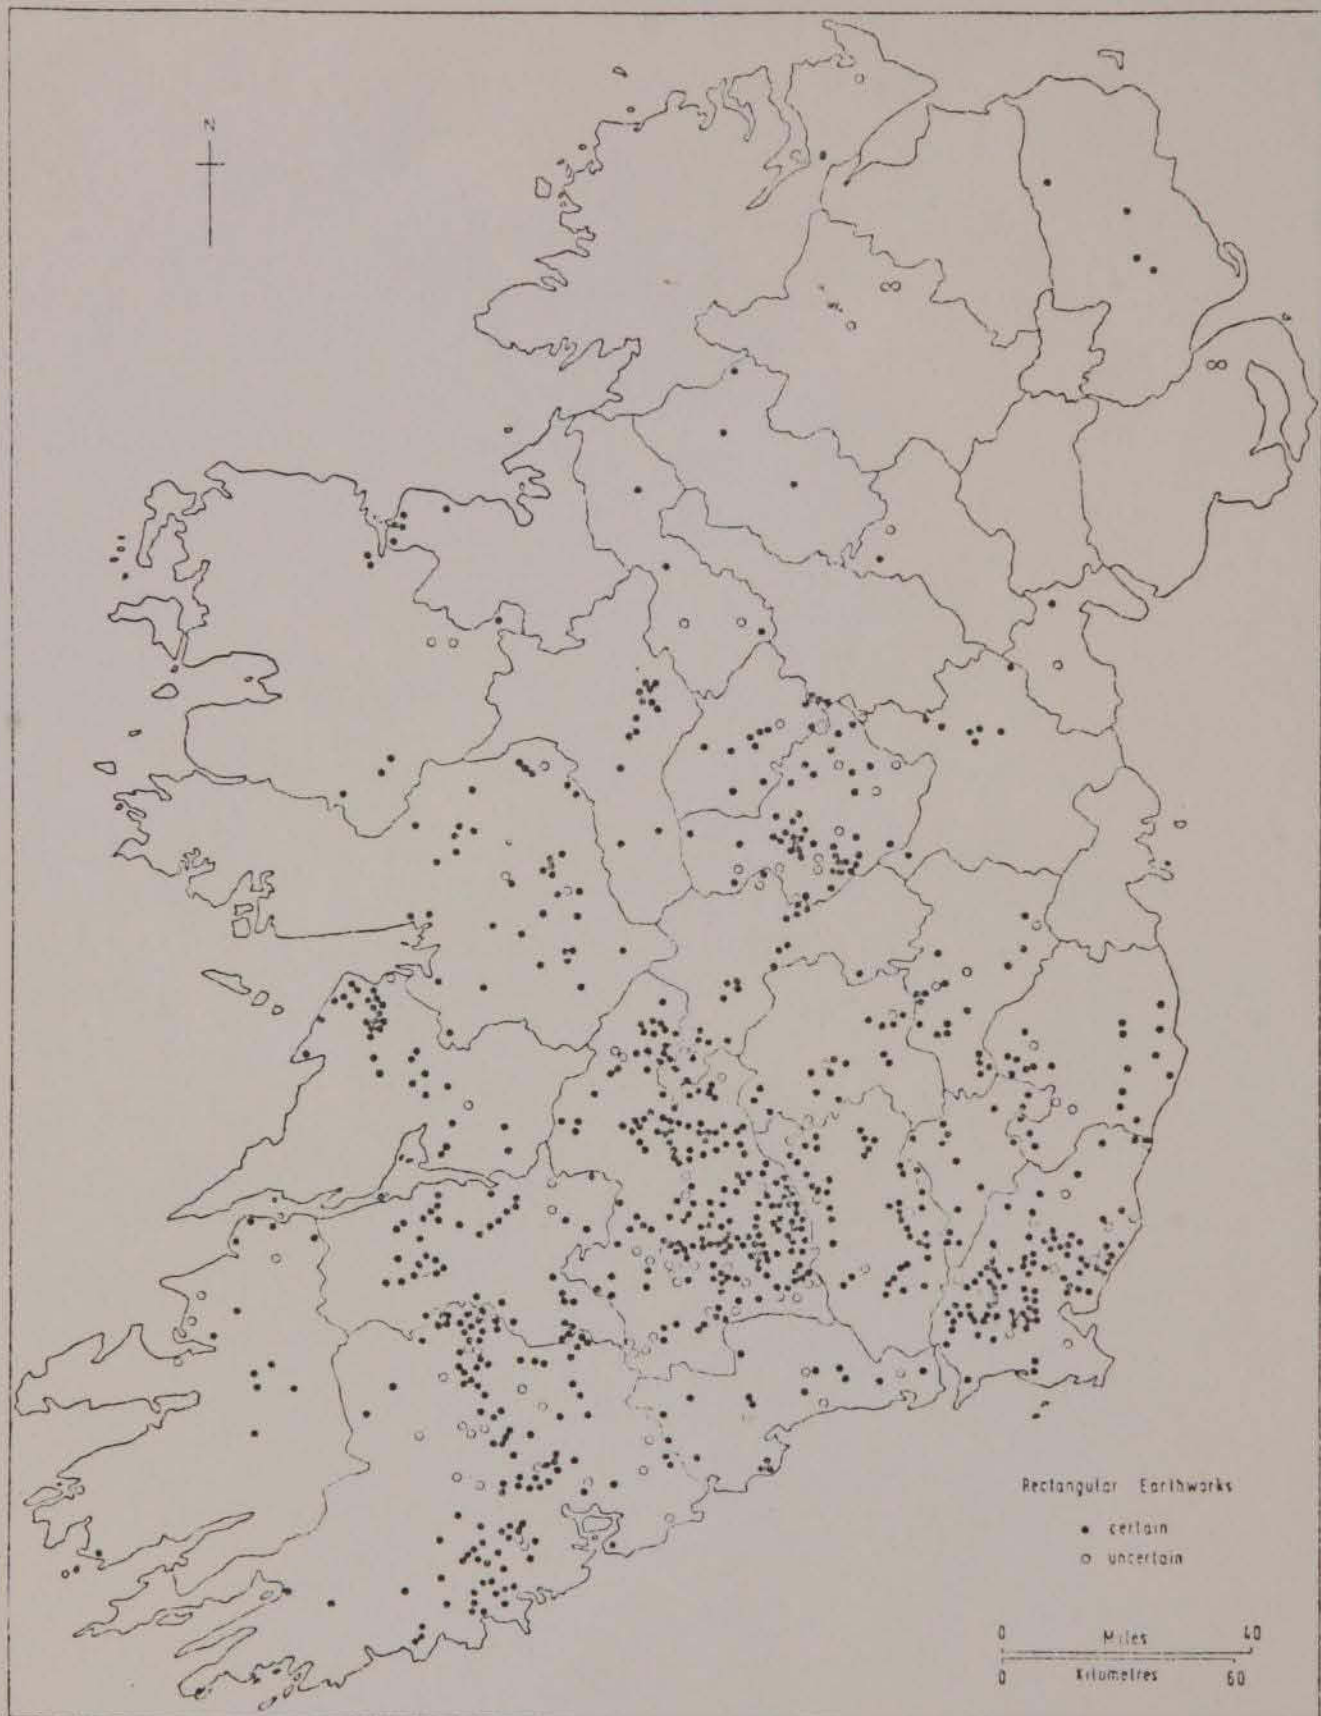 N
Rectangular Earthworks
● certain
○ uncertain
0 Miles 40
0 Kilometres 60